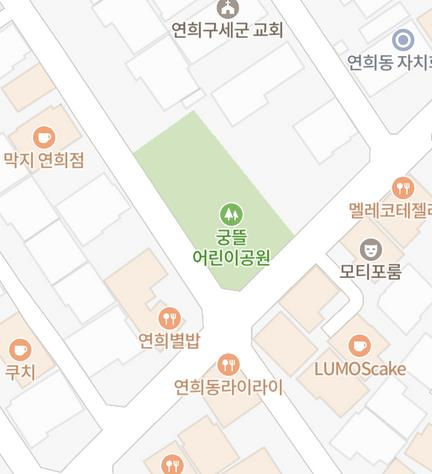 연희구세군 교회
연희동 자치회
막지 연희점
멜레코테젤라
궁뜰
어린이공원
모티포룸
연희별밥
쿠치
LUMOScake
연희동라이라이